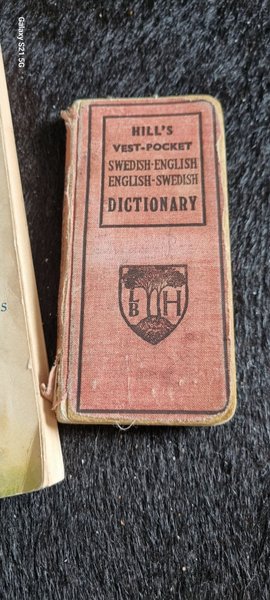 Galaxy S21 5G
HILL'S
VEST-POCKET
SWEDISH-ENGLISH
ENGLISH-SWEDISH
DICTIONARY
L H
B
S